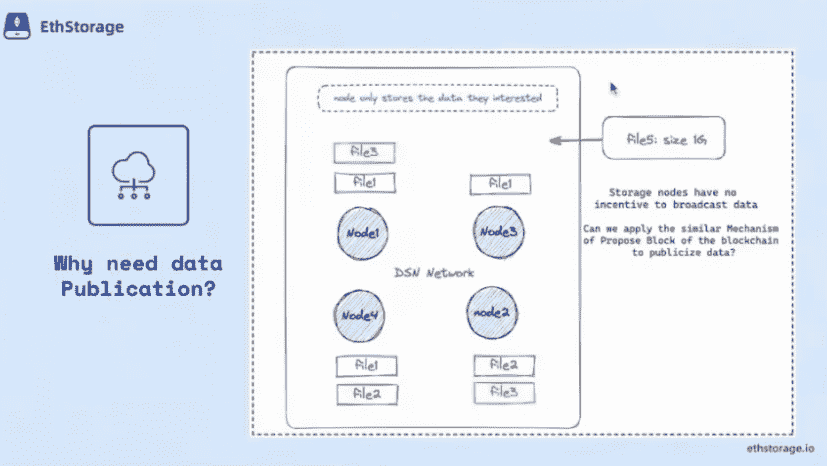 EthStorage
Why need data
Publication?
node only stores the data they interested
file3
file1
file1
Node1
Node3
DSN Network
Node4
node2
file1
file2
file2
file3
file5: size 1G
Storage nodes have no
incentive to broadcast data
Can we apply the similar Mechanism
of Propose Block of the blockchain
to publicize data?
ethstorage.io